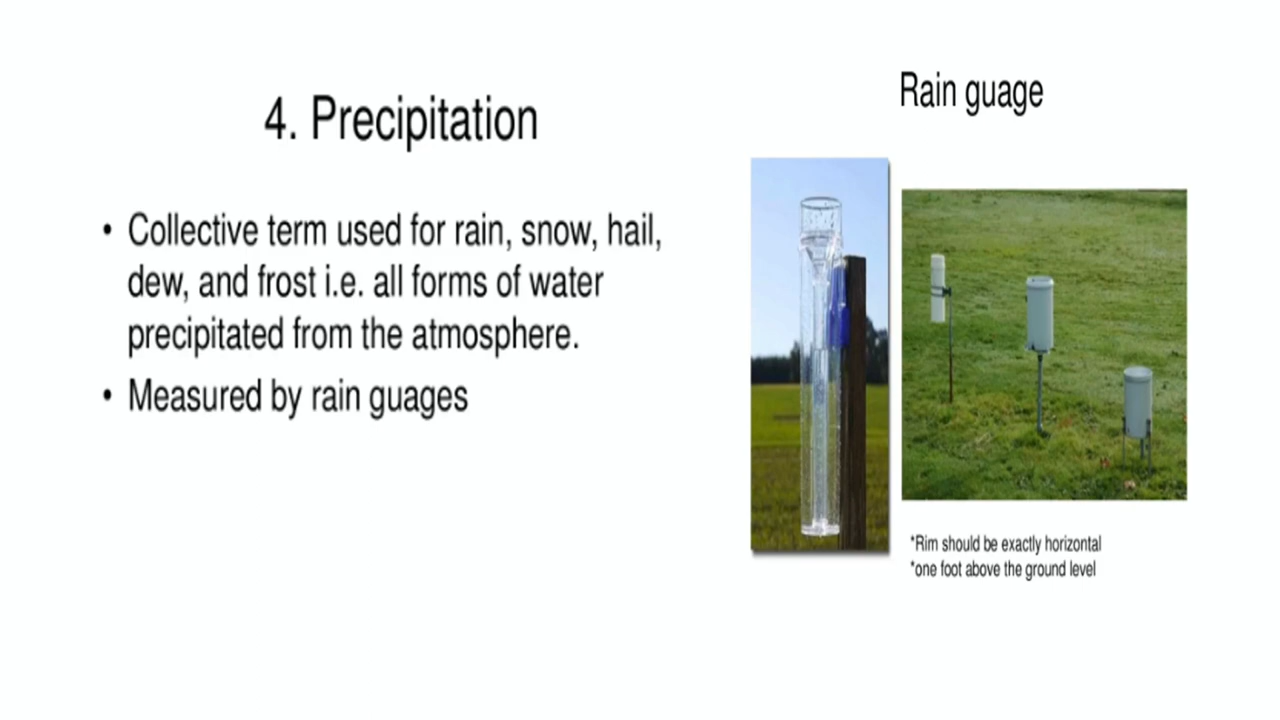 4. Precipitation
• Collective term used for rain, snow, hail,
dew, and frost i.e. all forms of water
precipitated from the atmosphere.
• Measured by rain guages
Rain guage
*Rim should be exactly horizontal
*one foot above the ground level